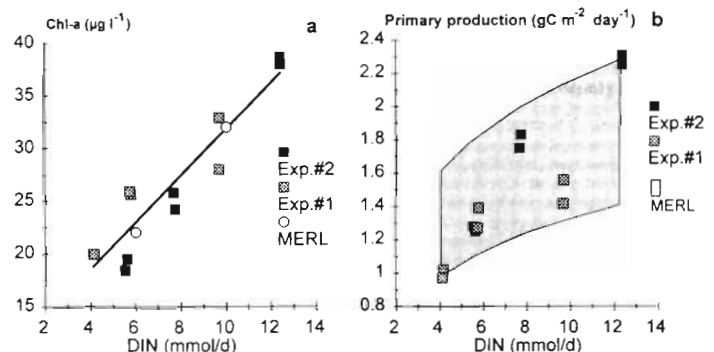 Chl-a (µg l⁻¹)
a
40
35
30
25
20
15
2 4 6 8 10 12 14
DIN (mmol/d)
Exp.#2
Exp.#1
MERL
Primary production (gC m⁻² day⁻¹)
b
2.4
2.2
2
1.8
1.6
1.4
1.2
1
0.8
2 4 6 8 10 12 14
DIN (mmol/d)
Exp.#2
Exp.#1
MERL